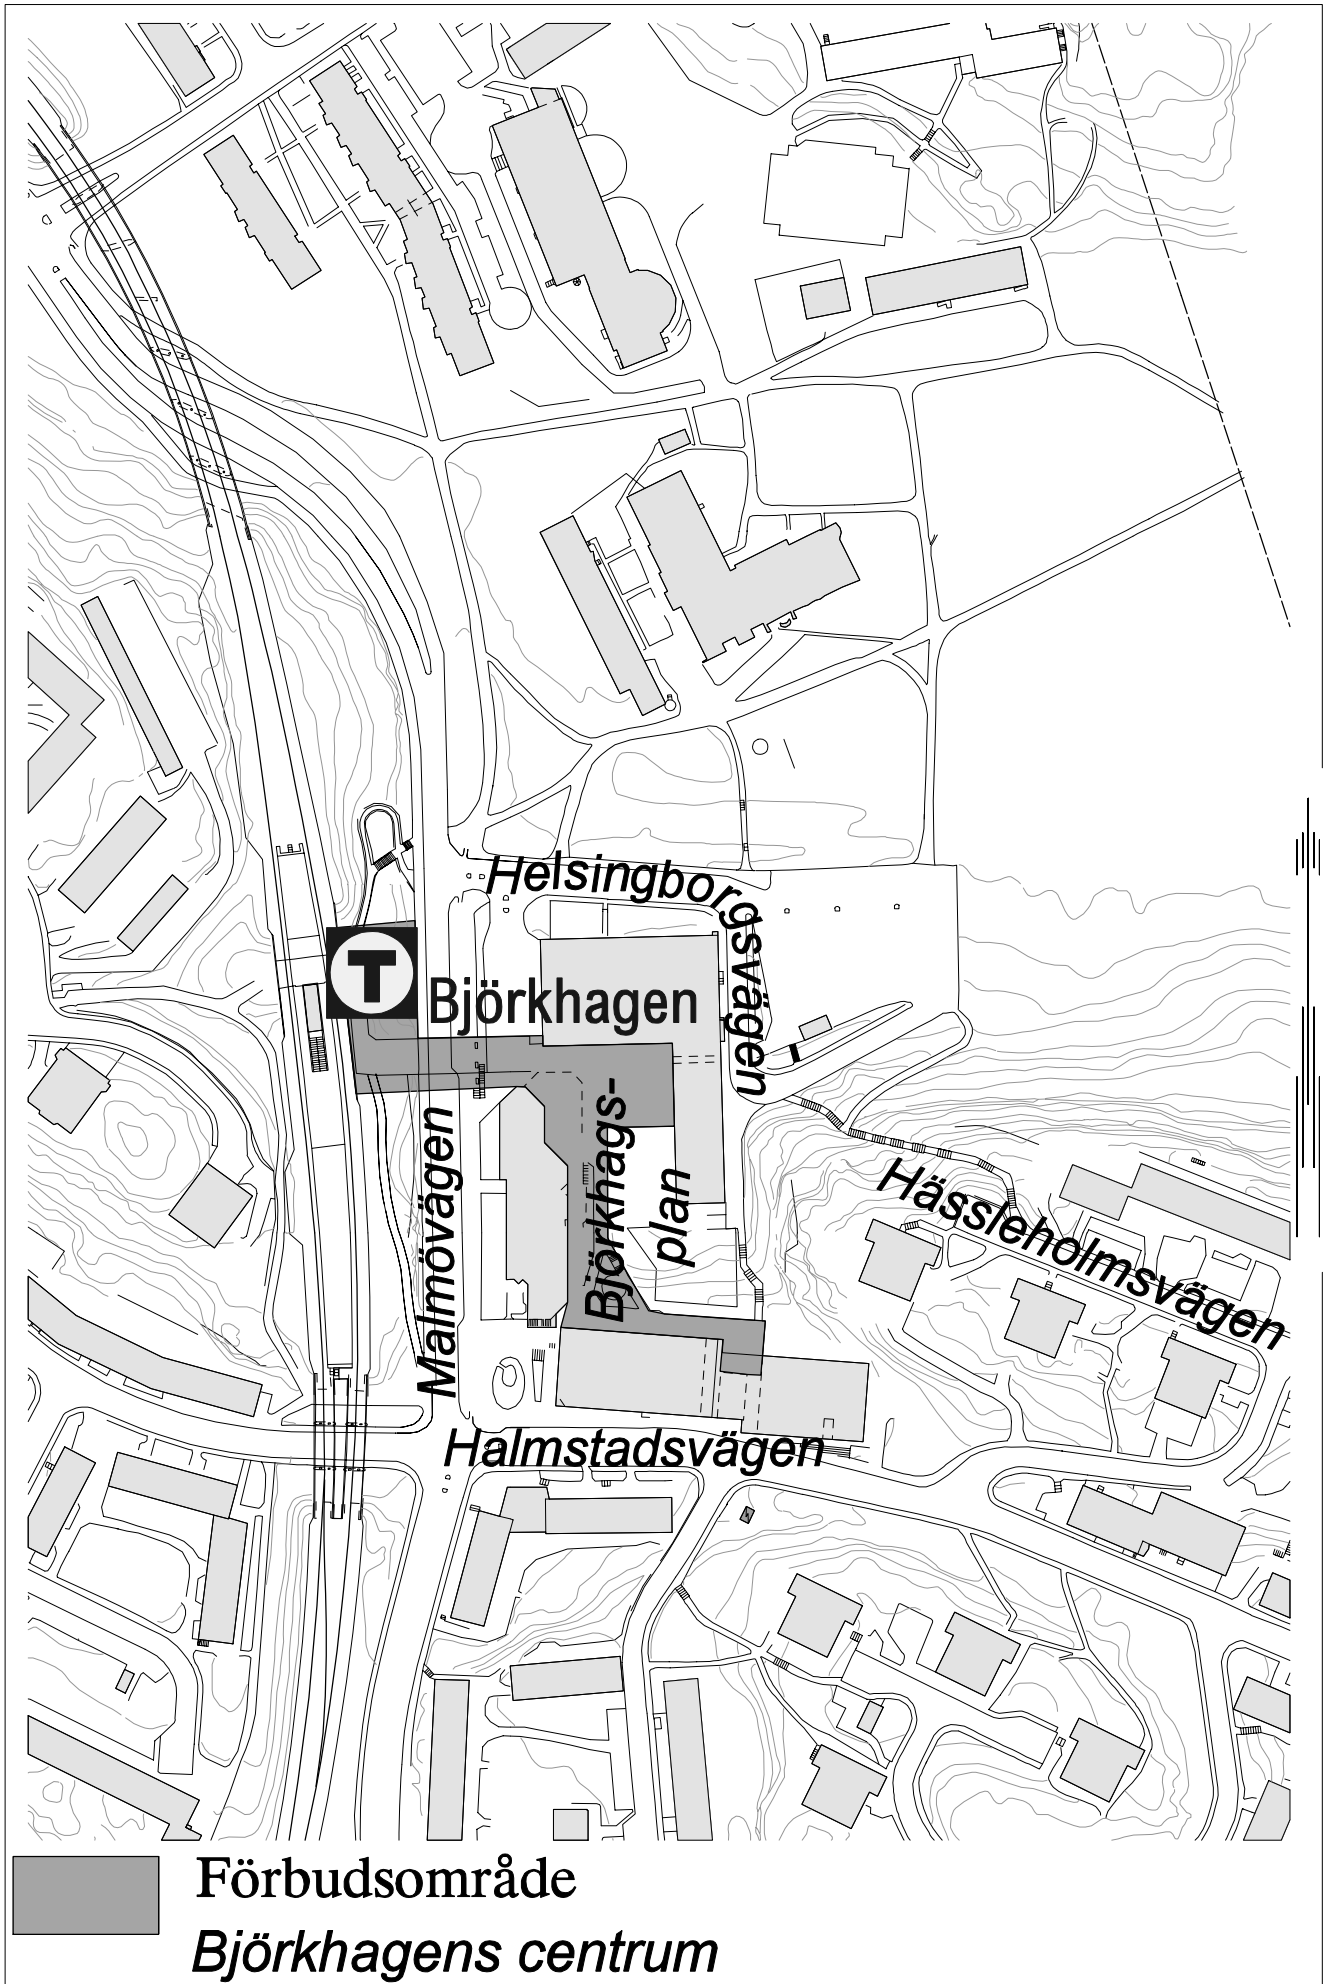 Helsingborgsvägen
T Björkhagen
Björkhags-
plan
Malmövägen
Hässleholmsvägen
Halmstadsvägen
Förbudsområde
Björkhagens centrum